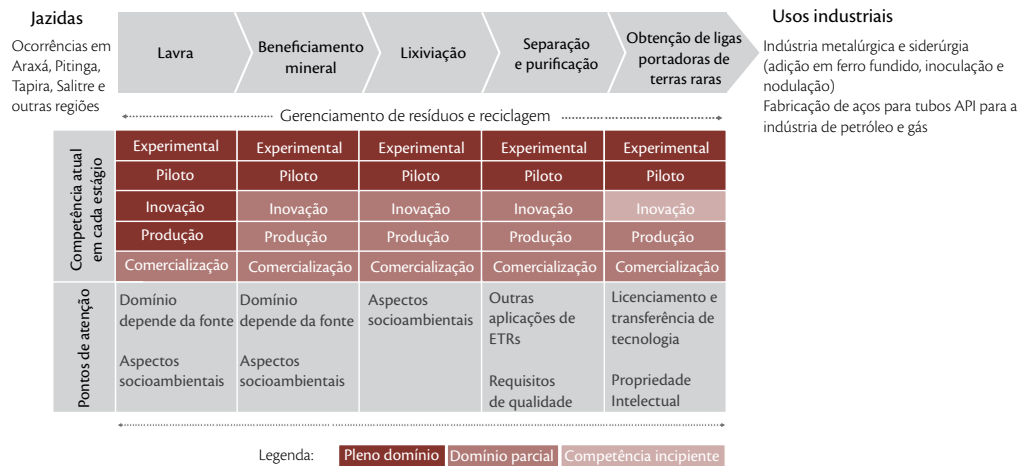 Jazidas
Ocorrências em
Araxá, Pitinga,
Tapira, Salitre e
outras regiões
Lavra
Beneficiamento
mineral
Lixiviação
Separação
e purificação
Obtenção de ligas
portadoras de
terras raras
Usos industriais
Indústria metalúrgica e siderúrgia
(adição em ferro fundido, inoculação e
nodulação)
Fabricação de aços para tubos API para a
indústria de petróleo e gás
Gerenciamento de resíduos e reciclagem
Competência atual
em cada estágio
Experimental Experimental Experimental Experimental Experimental
Piloto Piloto Piloto Piloto Piloto
Inovação Inovação Inovação Inovação Inovação
Produção Produção Produção Produção Produção
Comercialização Comercialização Comercialização Comercialização Comercialização
Pontos de atenção
Domínio
depende da fonte
Aspectos
socioambientais
Domínio
depende da fonte
Aspectos
socioambientais
Aspectos
socioambientais
Outras
aplicações de
ETRs
Requisitos
de qualidade
Licenciamento e
transferência de
tecnologia
Propriedade
Intelectual
Legenda: Pleno domínio Domínio parcial Competência incipiente